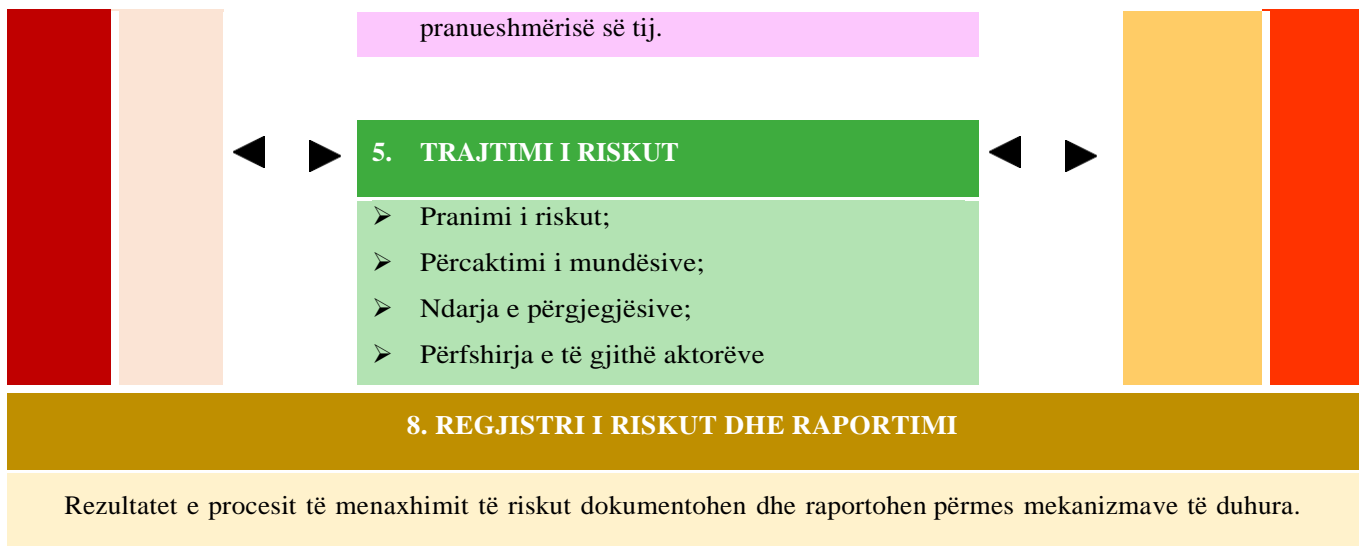 pranueshmërisë së tij.
5. TRAJTIMI I RISKUT
➢ Pranimi i riskut;
➢ Përcaktimi i mundësive;
➢ Ndarja e përgjegjësive;
➢ Përfshirja e të gjithë aktorëve
8. REGJISTRI I RISKUT DHE RAPORTIMI
Rezultatet e procesit të menaxhimit të riskut dokumentohen dhe raportohen përmes mekanizmave të duhura.